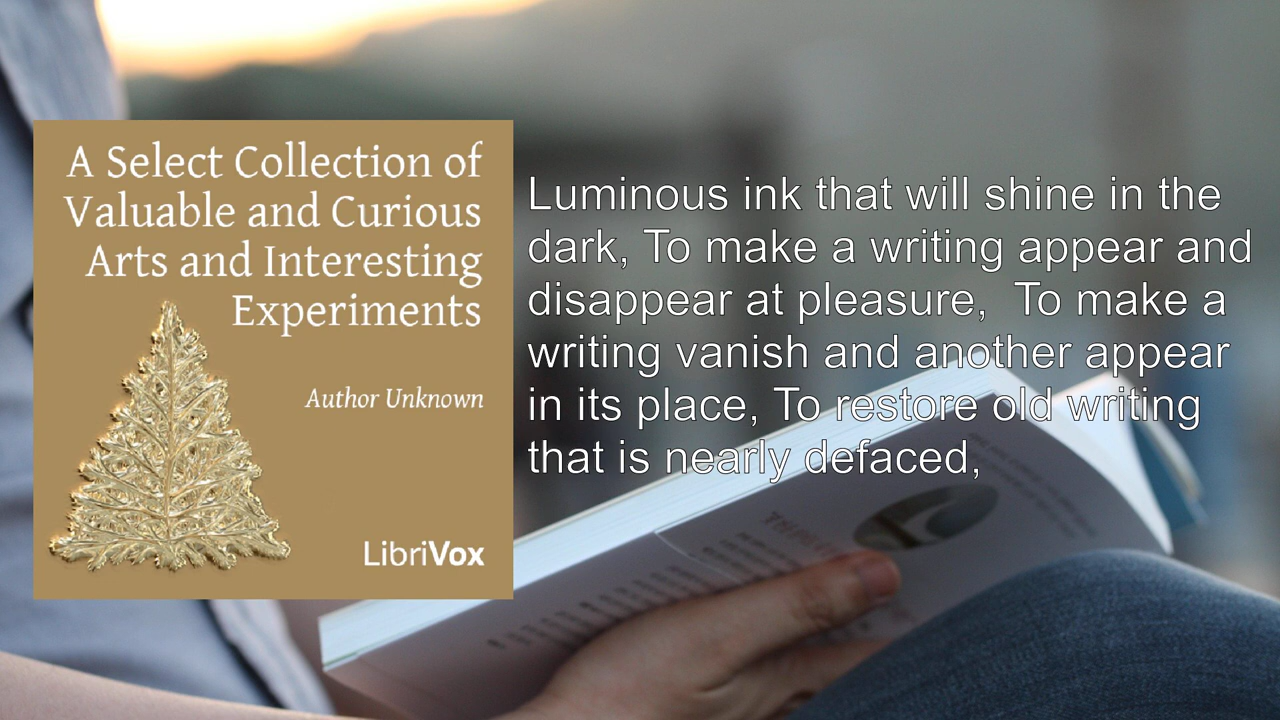 A Select Collection of
Valuable and Curious
Arts and Interesting
Experiments
Author Unknown
LibriVox
Luminous ink that will shine in the
dark, To make a writing appear and
disappear at pleasure,  To make a
writing vanish and another appear
in its place, To restore old writing
that is nearly defaced,